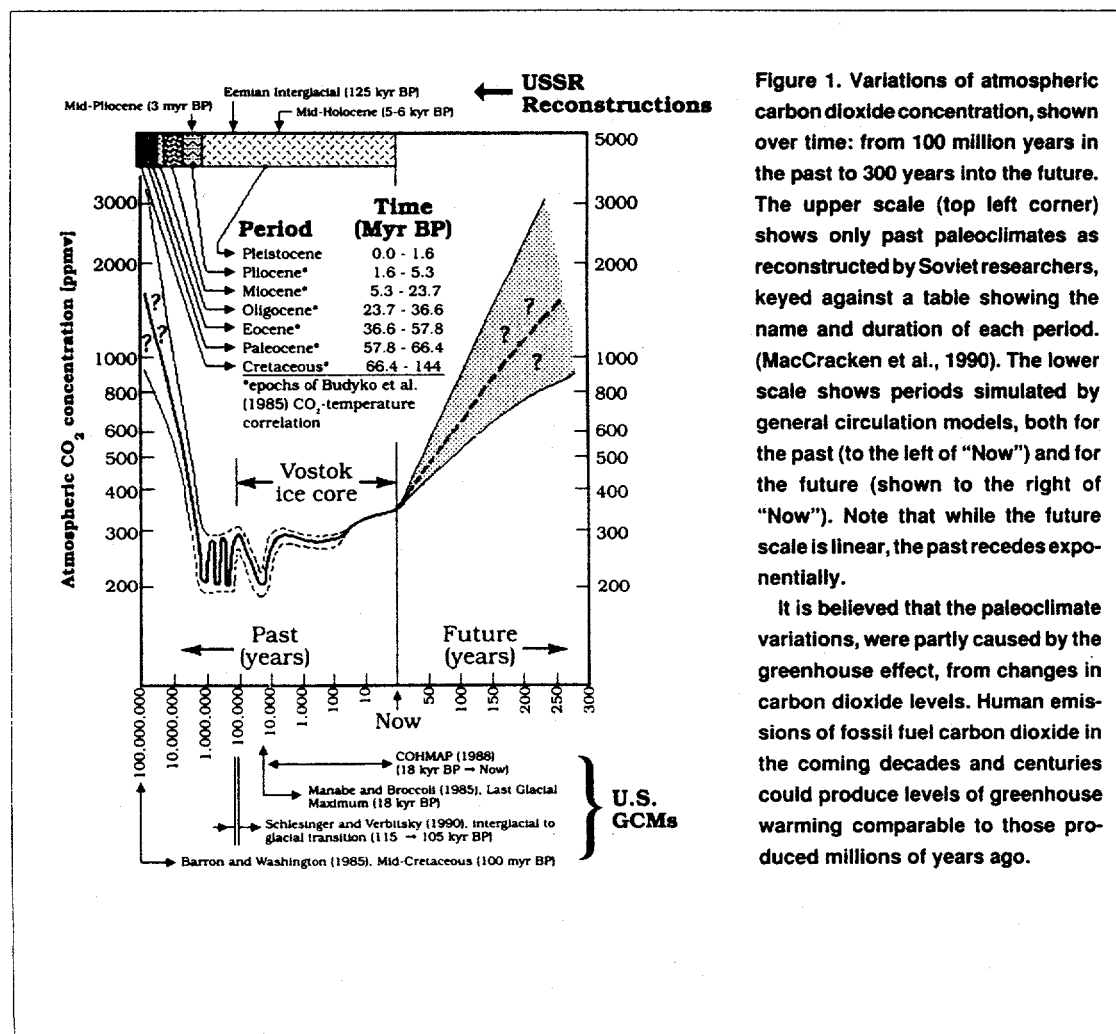 Eemian Interglacial (125 kyr BP)
Mid-Pliocene (3 myr BP)
Mid-Holocene (5-6 kyr BP)
USSR
Reconstructions
5000
3000
2000
1000
800
600
500
400
300
200
3000
2000
1000
800
600
500
400
300
200
Atmospheric CO2 concentration [ppmv]
Period Time (Myr BP)
Pleistocene 0.0 - 1.6
Pliocene* 1.6 - 5.3
Miocene* 5.3 - 23.7
Oligocene* 23.7 - 36.6
Eocene* 36.6 - 57.8
Paleocene* 57.8 - 66.4
Cretaceous* 66.4 - 144
*epochs of Budyko et al.
(1985) CO2-temperature
correlation
? ? ?
? ? ?
Vostok
ice core
Past
(years)
Future
(years)
100.000.000
10.000.000
1.000.000
100.000
10.000
1.000
100
10
Now
50
100
150
200
250
300
COHMAP (1988)
(18 kyr BP → Now)
Manabe and Broccoli (1985), Last Glacial
Maximum (18 kyr BP)
Schlesinger and Verbitsky (1990), interglacial to
glacial transition (115 → 105 kyr BP)
Barron and Washington (1985), Mid-Cretaceous (100 myr BP)
U.S.
GCMs
Figure 1. Variations of atmospheric
carbon dioxide concentration, shown
over time: from 100 million years in
the past to 300 years into the future.
The upper scale (top left corner)
shows only past paleoclimates as
reconstructed by Soviet researchers,
keyed against a table showing the
name and duration of each period.
(MacCracken et al., 1990). The lower
scale shows periods simulated by
general circulation models, both for
the past (to the left of "Now") and for
the future (shown to the right of
"Now"). Note that while the future
scale is linear, the past recedes expo-
nentially.
It is believed that the paleoclimate
variations, were partly caused by the
greenhouse effect, from changes in
carbon dioxide levels. Human emis-
sions of fossil fuel carbon dioxide in
the coming decades and centuries
could produce levels of greenhouse
warming comparable to those pro-
duced millions of years ago.